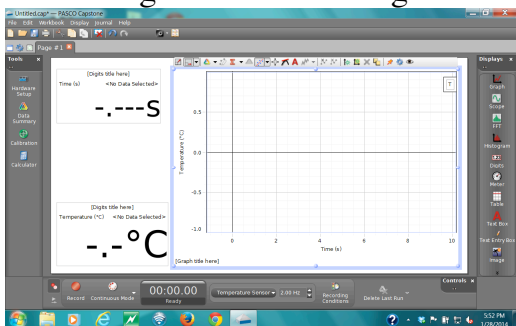 Untitled.cap* — PASCO Capstone
File Edit Workbook Display Journal Help
Page #1
Tools
Hardware Setup
Data Summary
Calibration
Calculator
[Digits title here]
Time (s) <No Data Selected>
-.---s
[Digits title here]
Temperature (°C) <No Data Selected>
-.-°C
T
Temperature (°C)
0.5
0.0
-0.5
-1.0
0 2 4 6 8 10
Time (s)
[Graph title here]
Displays
Graph
Scope
FFT
Histogram
Digits
Meter
Table
Text Box
Text Entry Box
Image
Controls
Record Continuous Mode
00:00.00
Ready
Temperature Sensor 2.00 Hz
Recording Conditions
Delete Last Run
5:52 PM
1/28/2014